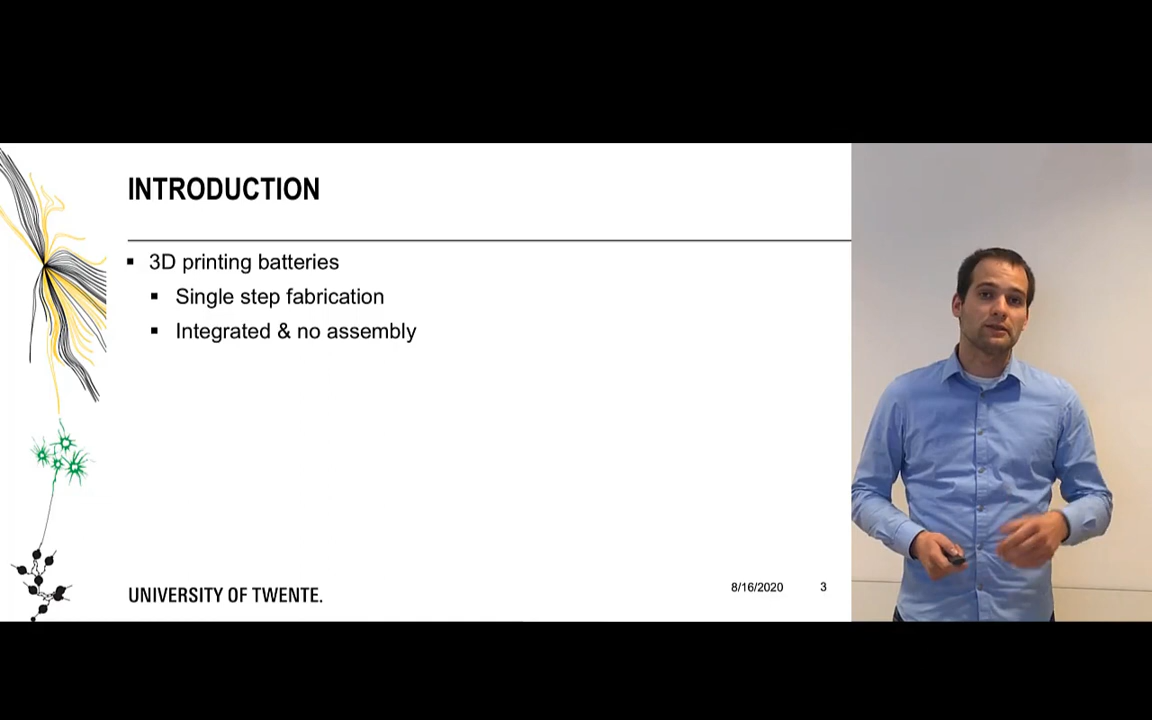 INTRODUCTION
▪ 3D printing batteries
▪ Single step fabrication
▪ Integrated & no assembly
UNIVERSITY OF TWENTE.
8/16/2020
3